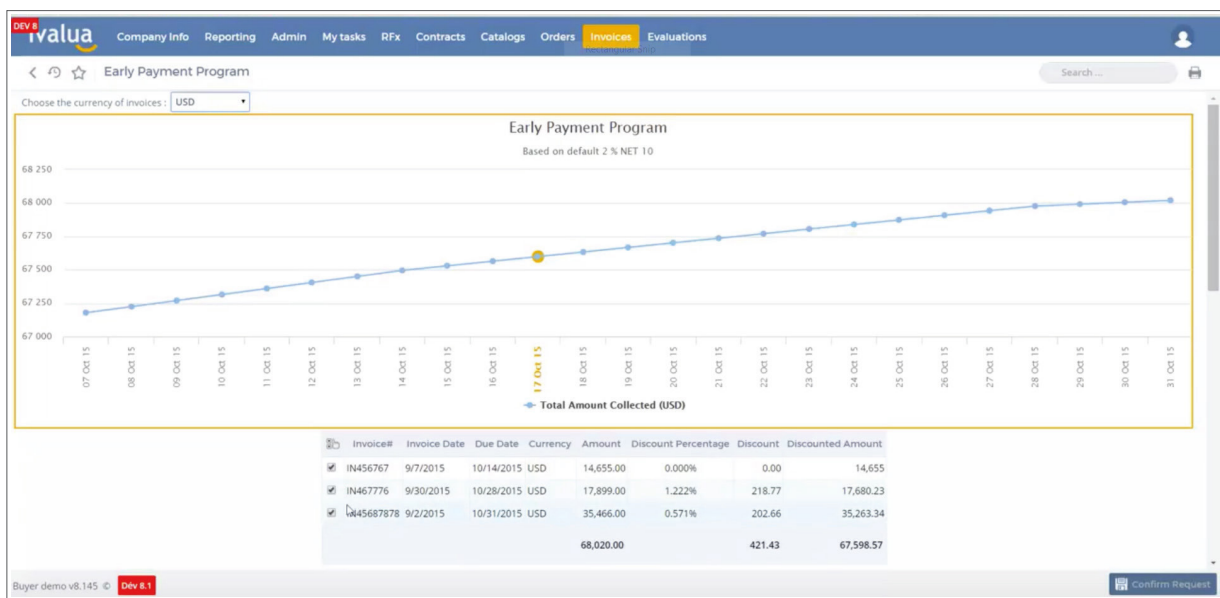 DEV 8
ivalua
Company Info Reporting Admin My tasks RFx Contracts Catalogs Orders Invoices Evaluations
Rectangular Snip
Early Payment Program
Search ...
Choose the currency of invoices : USD
Early Payment Program
Based on default 2 % NET 10
68 250
68 000
67 750
67 500
67 250
67 000
07 Oct 15 08 Oct 15 09 Oct 15 10 Oct 15 11 Oct 15 12 Oct 15 13 Oct 15 14 Oct 15 15 Oct 15 16 Oct 15 17 Oct 15 18 Oct 15 19 Oct 15 20 Oct 15 21 Oct 15 22 Oct 15 23 Oct 15 24 Oct 15 25 Oct 15 26 Oct 15 27 Oct 15 28 Oct 15 29 Oct 15 30 Oct 15 31 Oct 15
Total Amount Collected (USD)
Invoice# Invoice Date Due Date Currency Amount Discount Percentage Discount Discounted Amount
IN456767 9/7/2015 10/14/2015 USD 14,655.00 0.000% 0.00 14,655
IN467776 9/30/2015 10/28/2015 USD 17,899.00 1.222% 218.77 17,680.23
IN45687878 9/2/2015 10/31/2015 USD 35,466.00 0.571% 202.66 35,263.34
68,020.00 421.43 67,598.57
Buyer demo v8.145 © Dév 8.1
Confirm Request